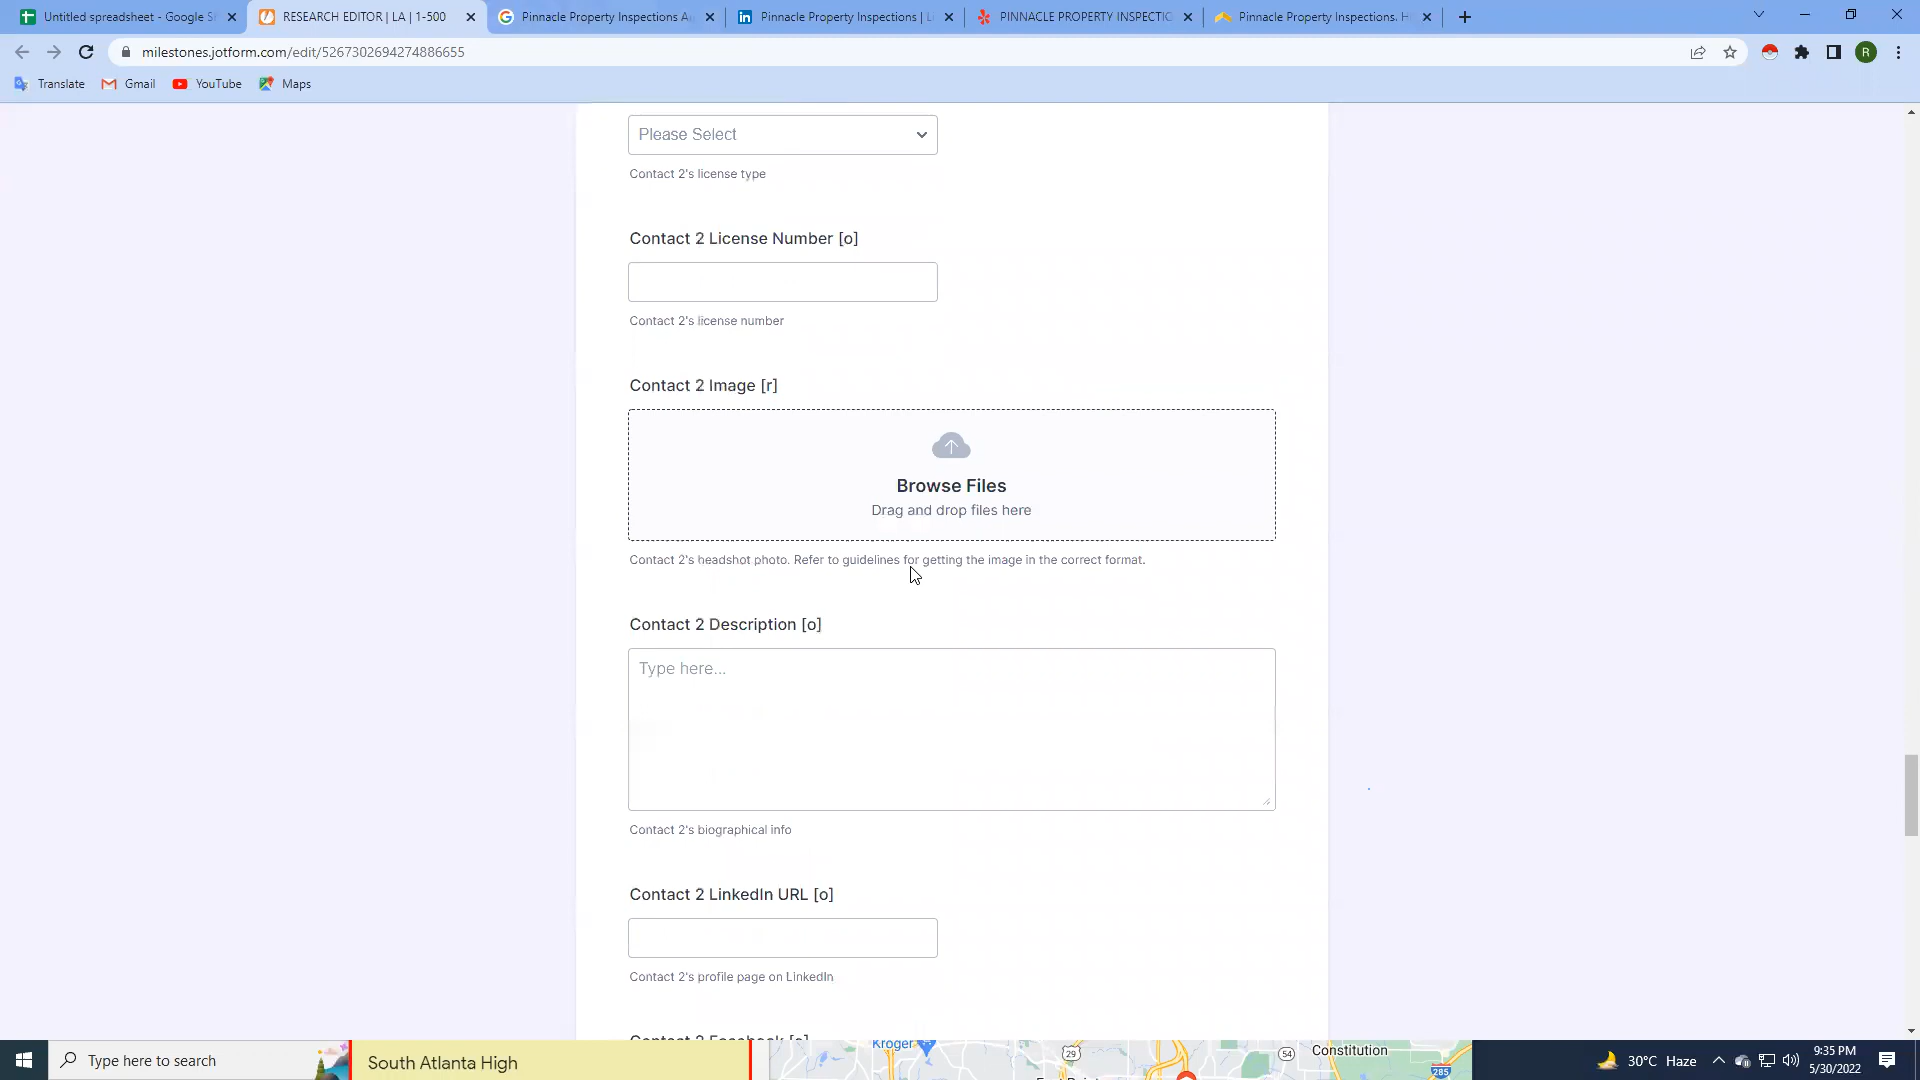 Untitled spreadsheet - Google S
RESEARCH EDITOR | LA | 1-500
Pinnacle Property Inspections A
Pinnacle Property Inspections | L
PINNACLE PROPERTY INSPECTIO
Pinnacle Property Inspections. H
milestones.jotform.com/edit/5267302694274886655
R
Translate
Gmail
YouTube
Maps
Please Select
Contact 2's license type
Contact 2 License Number [o]
Contact 2's license number
Contact 2 Image [r]
Browse Files
Drag and drop files here
Contact 2's headshot photo. Refer to guidelines for getting the image in the correct format.
Contact 2 Description [o]
Type here...
Contact 2's biographical info
Contact 2 LinkedIn URL [o]
Contact 2's profile page on LinkedIn
Contact 2 Facebook [o]
Type here to search
South Atlanta High
Kroger
29
54
Constitution
285
30°C Haze
9:35 PM
5/30/2022